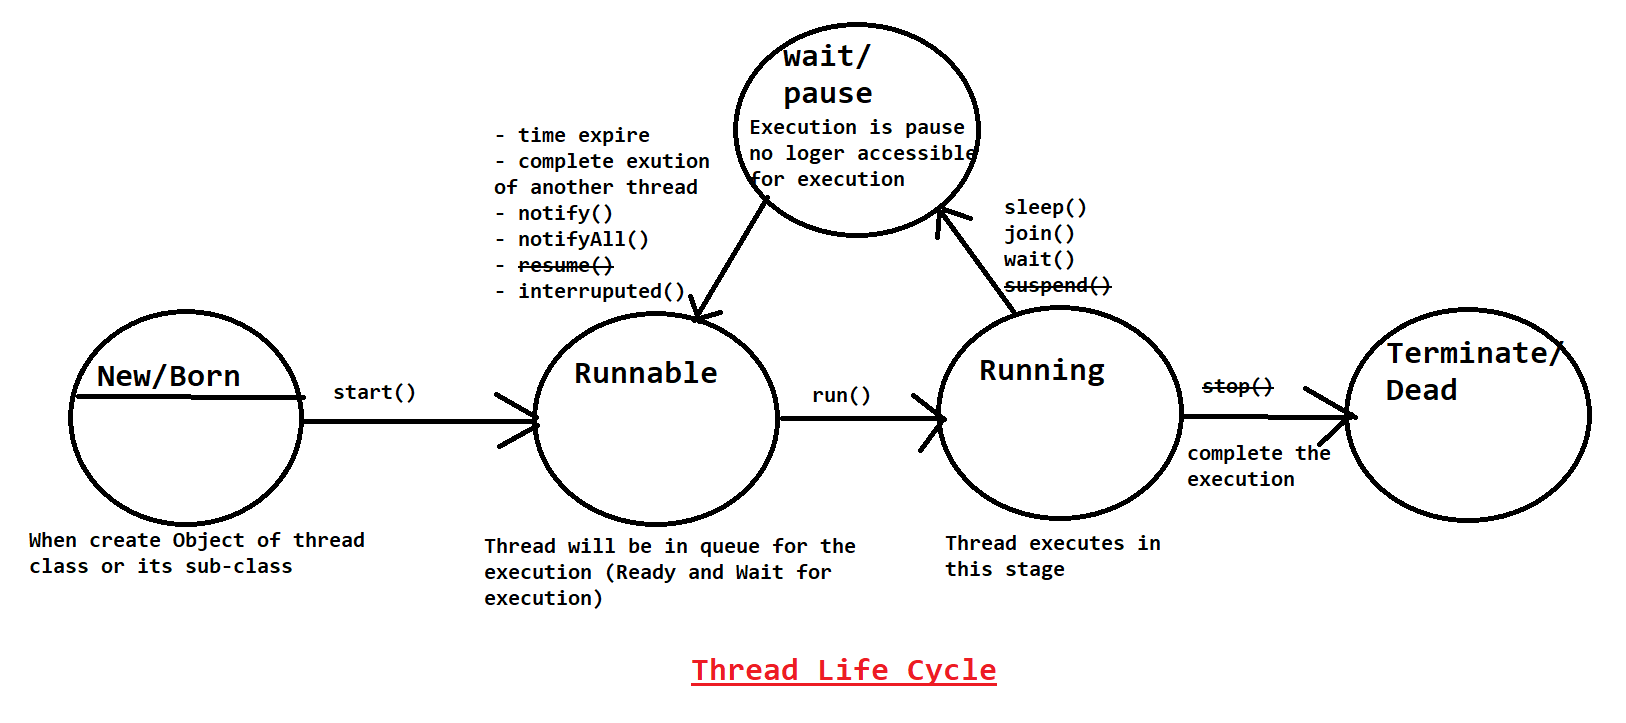 wait/
pause
Execution is pause
no loger accessible
for execution
- time expire
- complete exution
of another thread
- notify()
- notifyAll()
- resume()
- interruputed()
sleep()
join()
wait()
suspend()
New/Born
start()
Runnable
run()
Running
stop()
complete the
execution
Terminate/
Dead
When create Object of thread
class or its sub-class
Thread will be in queue for the
execution (Ready and Wait for
execution)
Thread executes in
this stage
Thread Life Cycle